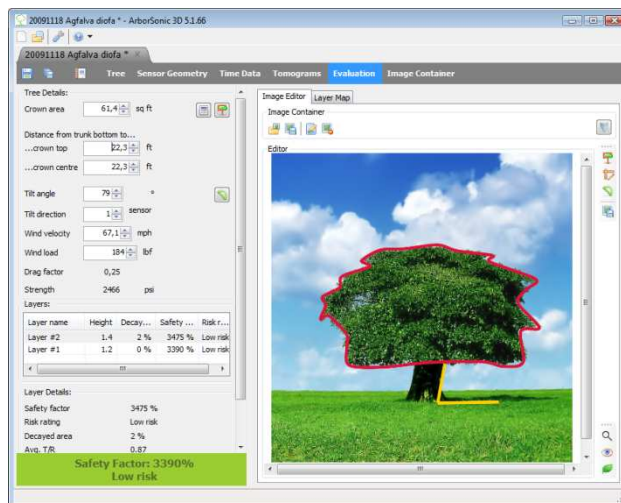 20091118 Agfalva diofa * - ArborSonic 3D 5.1.66
20091118 Agfalva diofa *
Tree Sensor Geometry Time Data Tomograms Evaluation Image Container
Tree Details:
Crown area 61,4 sq ft
Distance from trunk bottom to...
...crown top 22,3 ft
...crown centre 22,3 ft
Tilt angle 79 °
Tilt direction 1 sensor
Wind velocity 67,1 mph
Wind load 184 lbf
Drag factor 0,25
Strength 2466 psi
Layers:
Layer name Height Decay... Safety ... Risk r...
Layer #2 1.4 2 % 3475 % Low risk
Layer #1 1.2 0 % 3390 % Low risk
Layer Details:
Safety factor 3475 %
Risk rating Low risk
Decayed area 2 %
Avg. T/R 0.87
Safety Factor: 3390%
Low risk
Image Editor Layer Map
Image Container
Editor